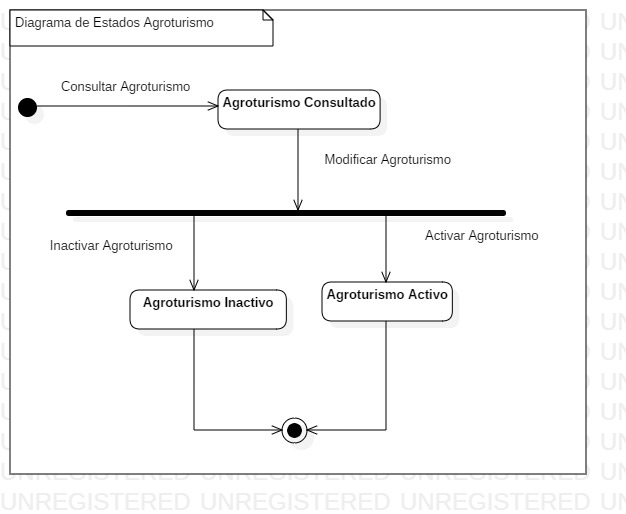 Diagrama de Estados Agroturismo
Consultar Agroturismo
Agroturismo Consultado
Modificar Agroturismo
Inactivar Agroturismo
Activar Agroturismo
Agroturismo Inactivo
Agroturismo Activo
UNREGISTERED UNREGISTERED UNREGISTERED UN